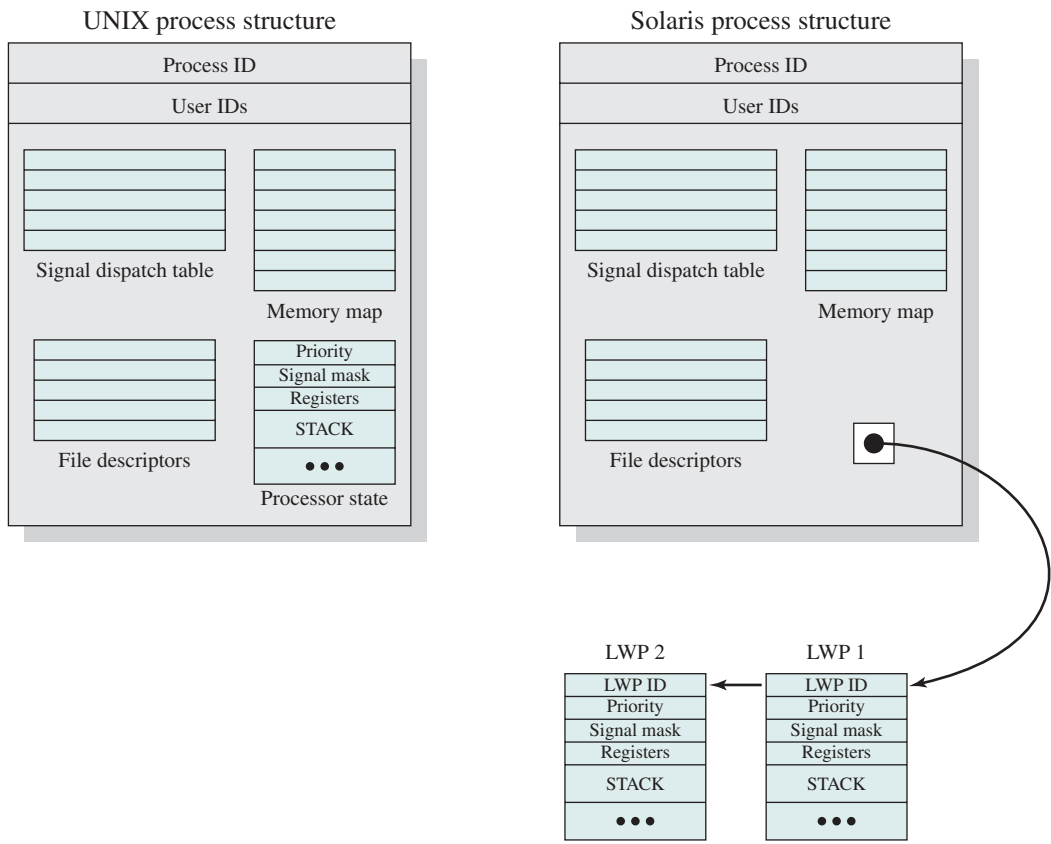 UNIX process structure
Process ID
User IDs
Signal dispatch table
Memory map
File descriptors
Priority
Signal mask
Registers
STACK
Processor state
Solaris process structure
Process ID
User IDs
Signal dispatch table
Memory map
File descriptors
LWP 2
LWP ID
Priority
Signal mask
Registers
STACK
LWP 1
LWP ID
Priority
Signal mask
Registers
STACK